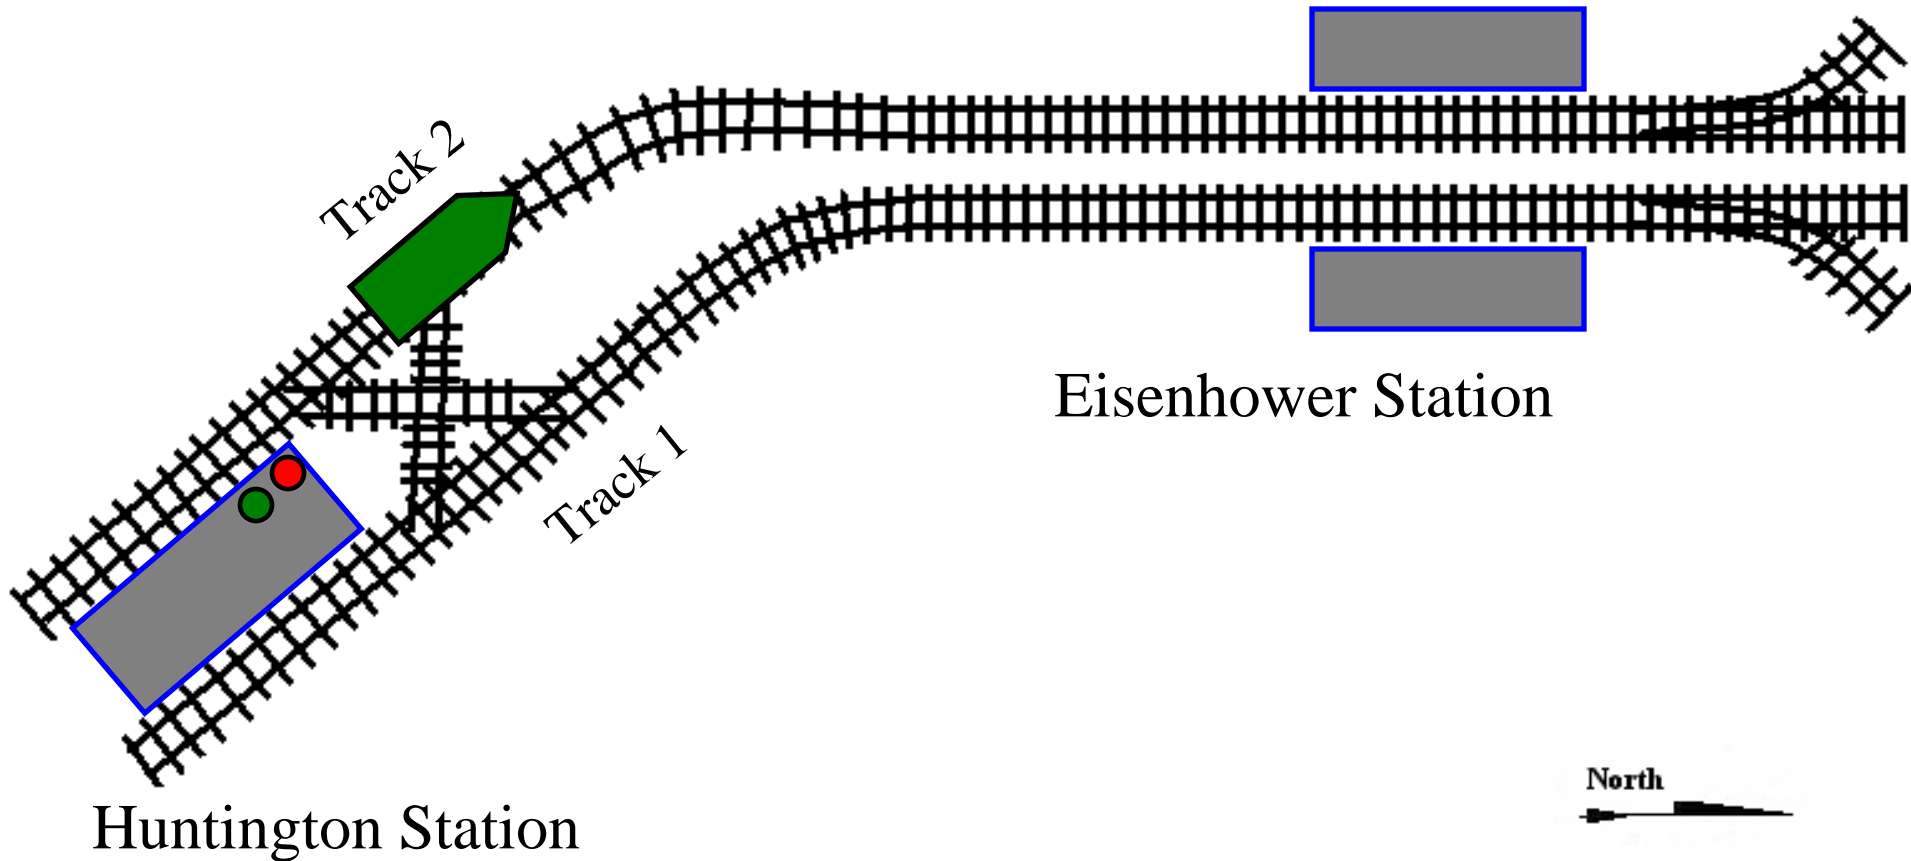 Track 2
Eisenhower Station
Track 1
North
Huntington Station